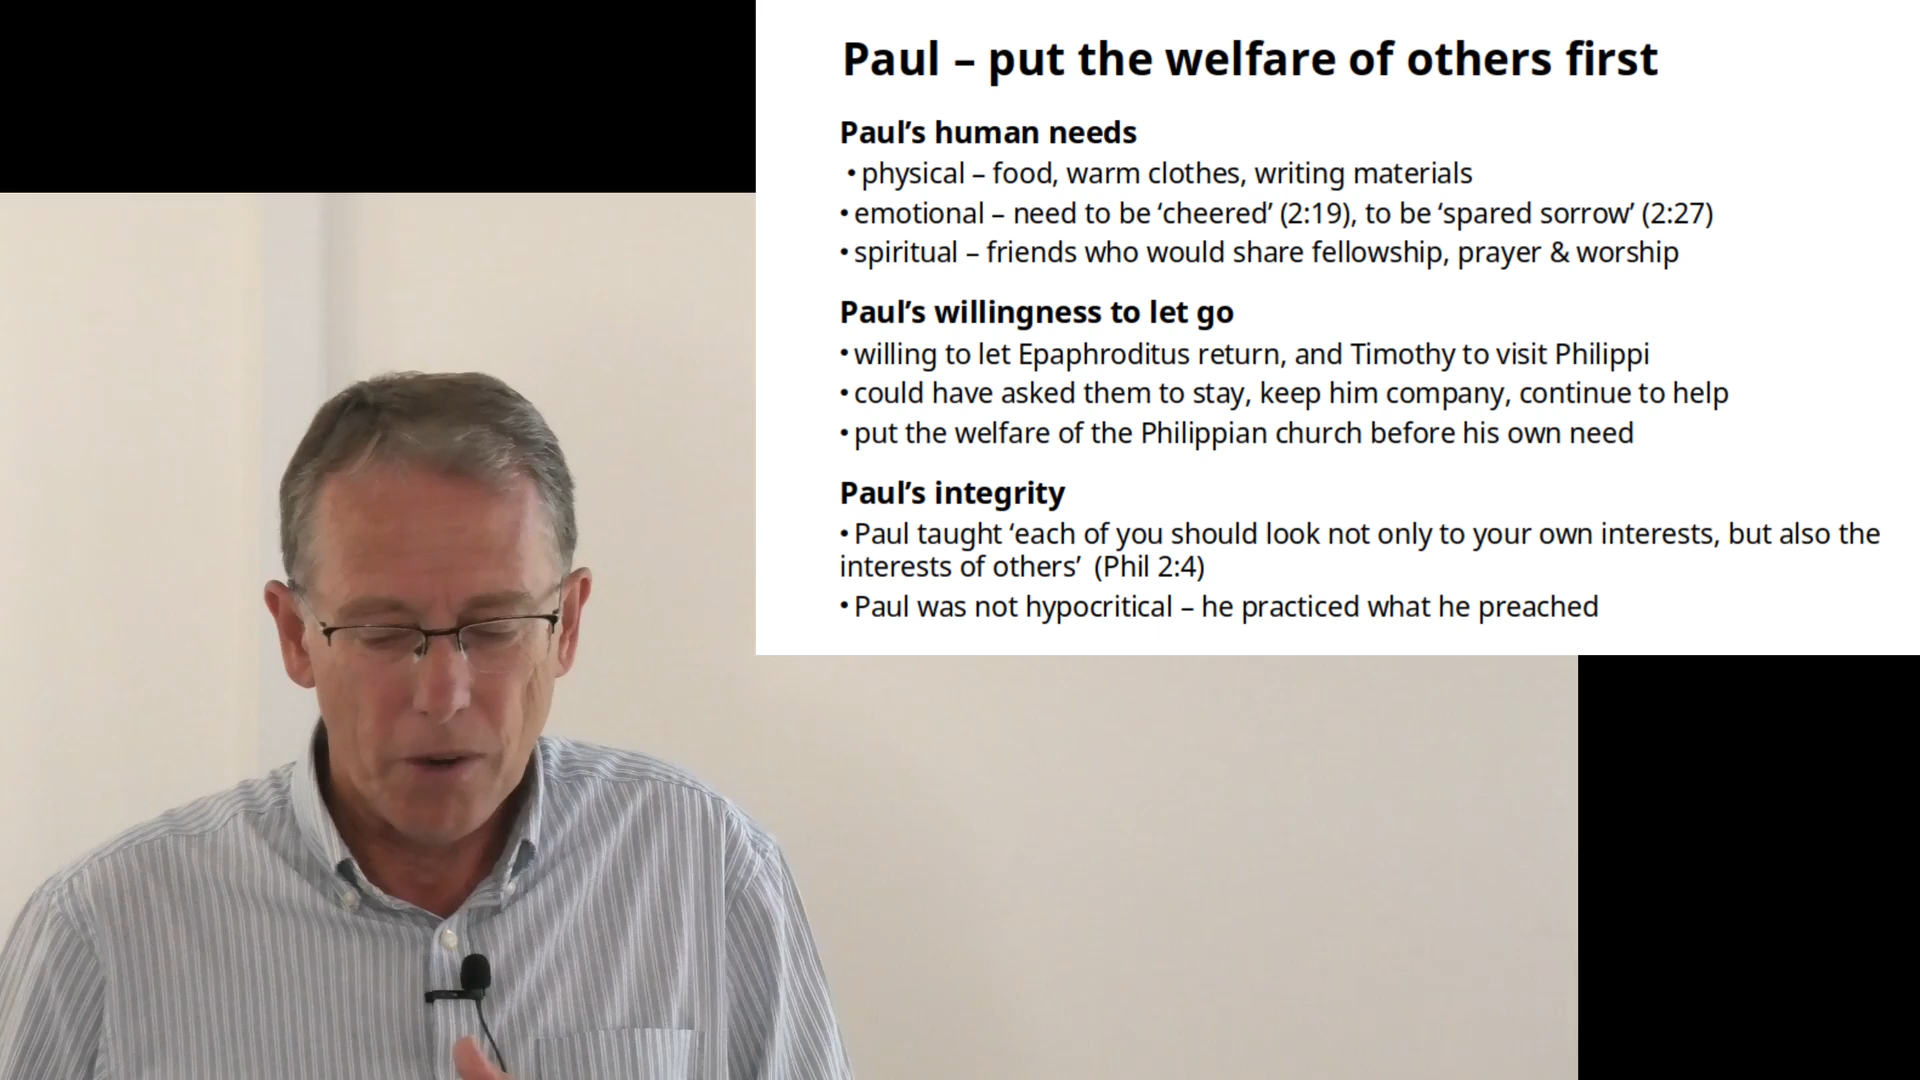 Paul – put the welfare of others first
Paul’s human needs
• physical – food, warm clothes, writing materials
• emotional – need to be ‘cheered’ (2:19), to be ‘spared sorrow’ (2:27)
• spiritual – friends who would share fellowship, prayer & worship
Paul’s willingness to let go
• willing to let Epaphroditus return, and Timothy to visit Philippi
• could have asked them to stay, keep him company, continue to help
• put the welfare of the Philippian church before his own need
Paul’s integrity
• Paul taught ‘each of you should look not only to your own interests, but also the
interests of others’ (Phil 2:4)
• Paul was not hypocritical – he practiced what he preached